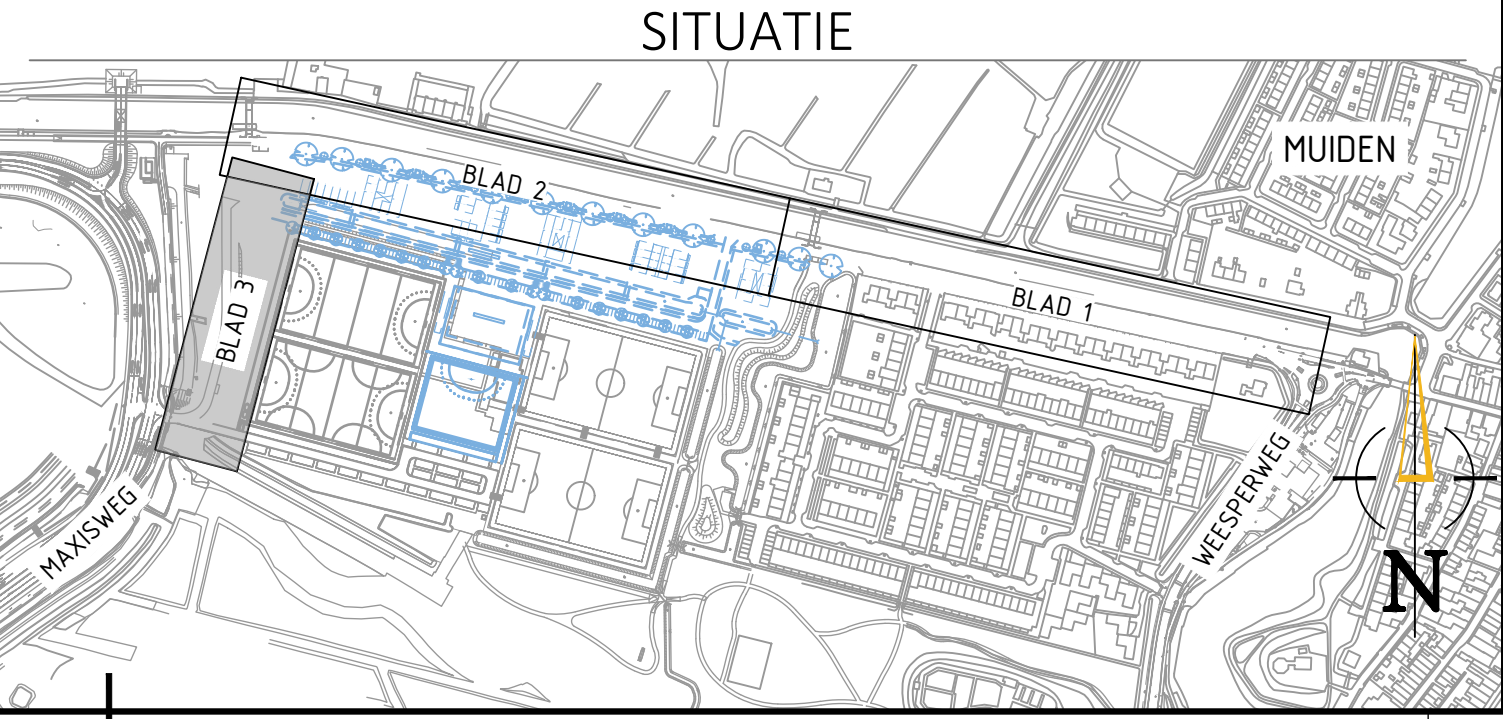 SITUATIE
MUIDEN
BLAD 2
BLAD 1
BLAD 3
MAXISWEG
WEESPERWEG
N